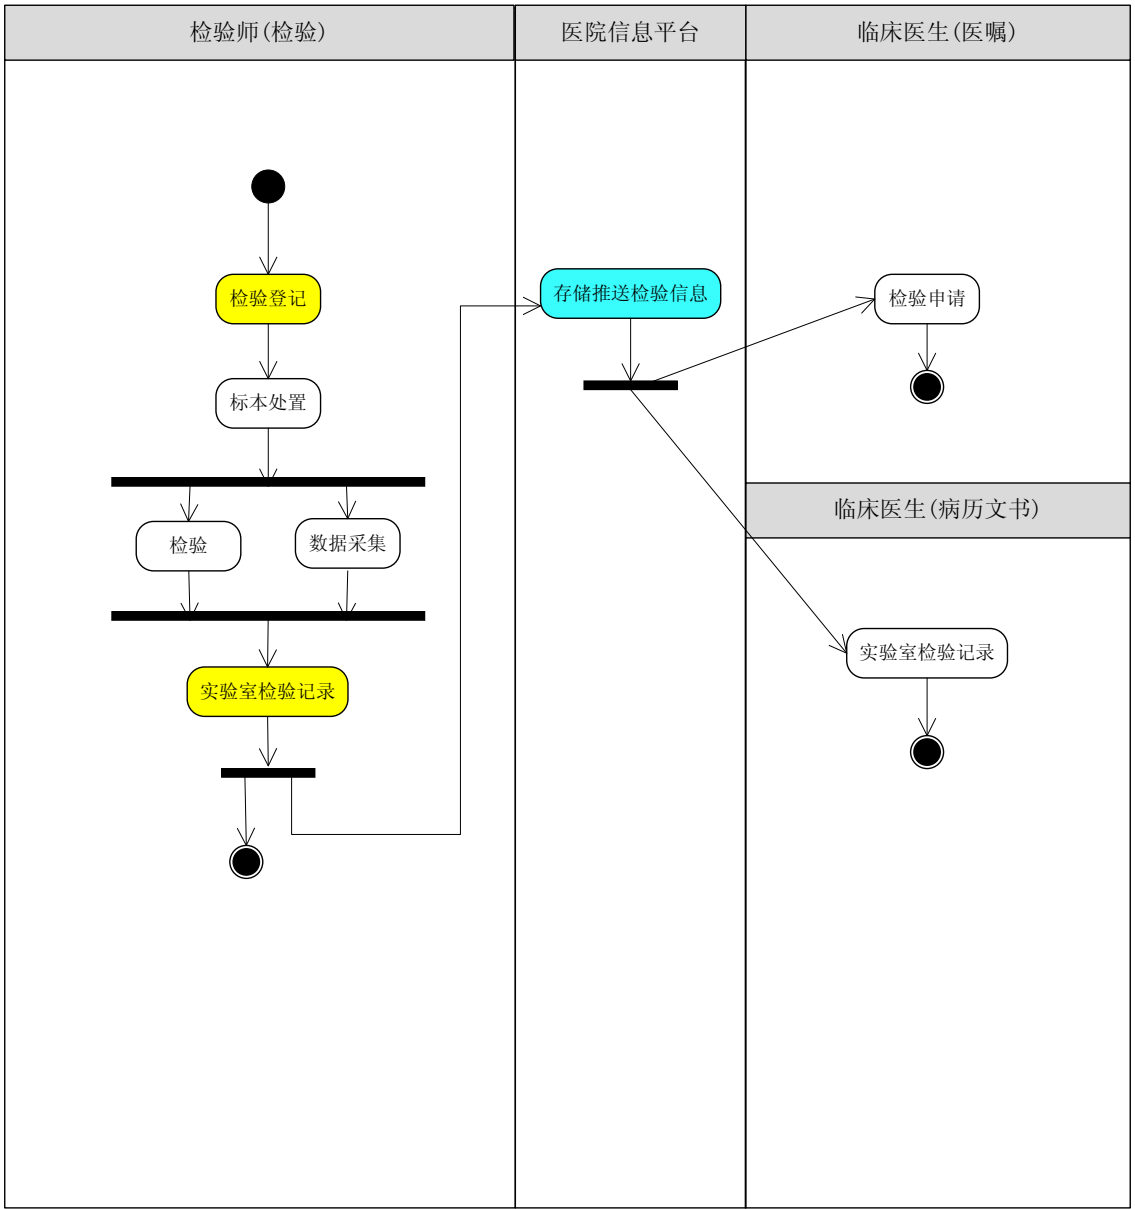 检验师(检验)
医院信息平台
临床医生(医嘱)
检验登记
存储推送检验信息
检验申请
标本处置
临床医生(病历文书)
检验
数据采集
实验室检验记录
实验室检验记录